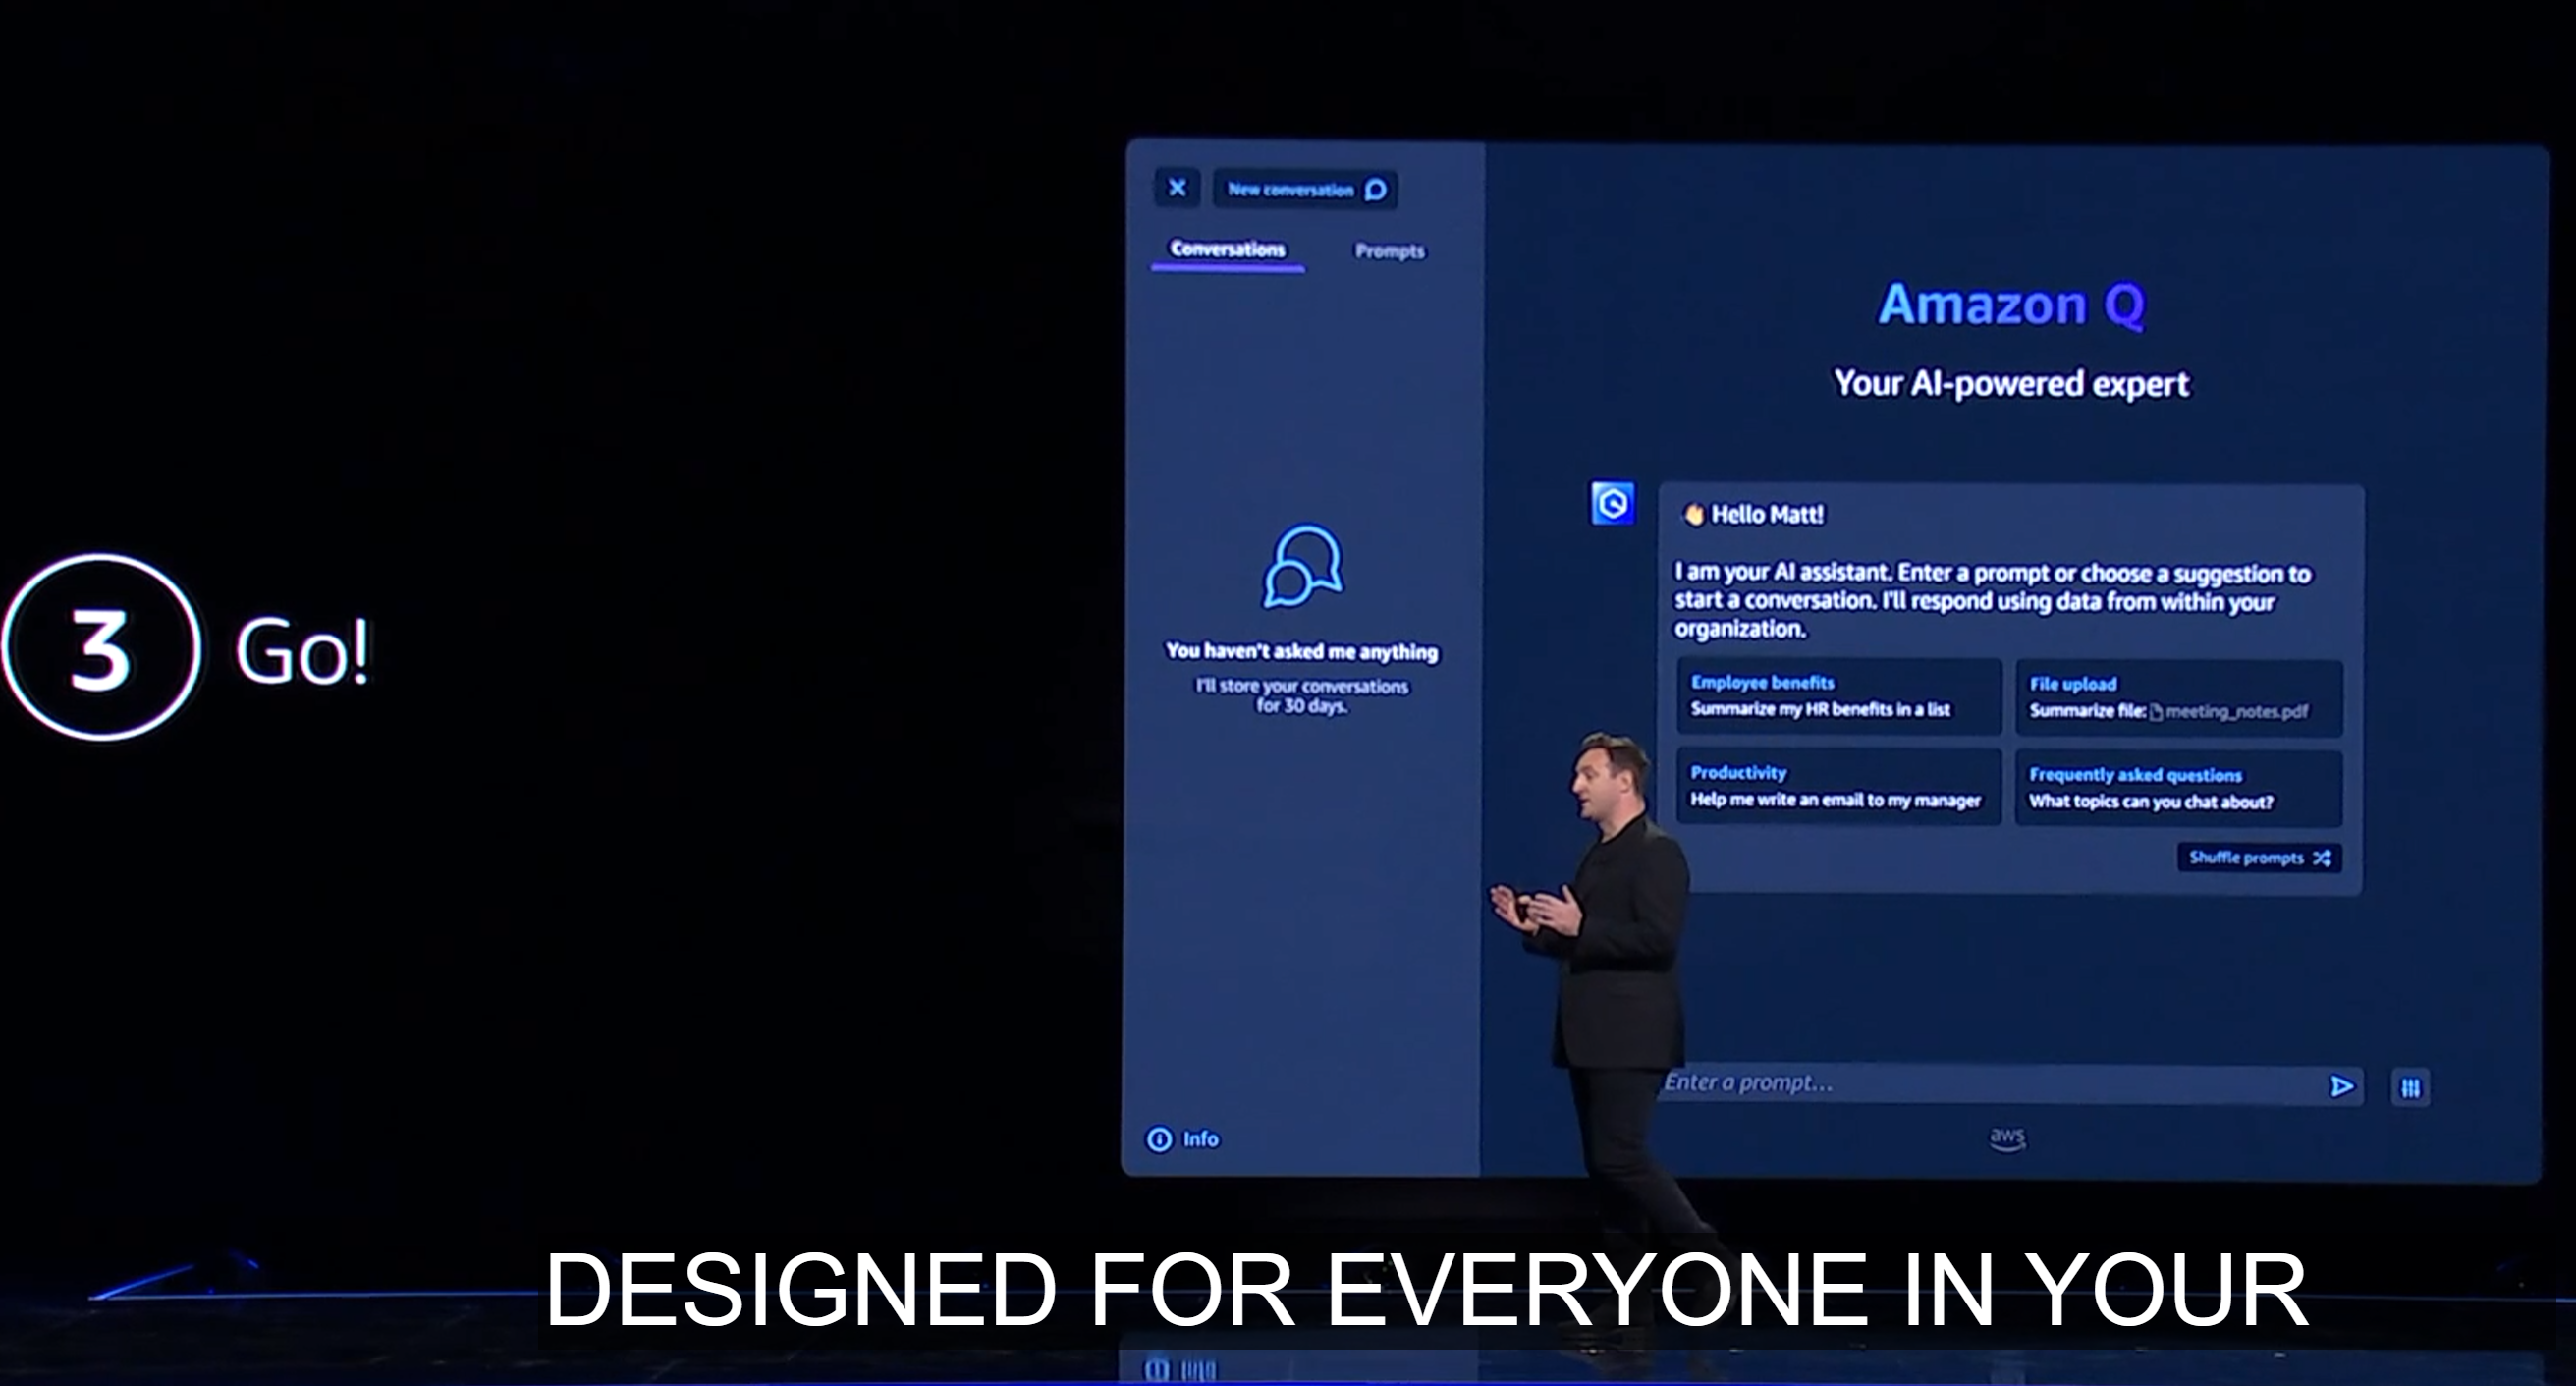 3 Go!
New conversation
Conversations Prompts
You haven't asked me anything
I'll store your conversations
for 30 days.
Info
Amazon Q
Your AI-powered expert
Hello Matt!
I am your AI assistant. Enter a prompt or choose a suggestion to
start a conversation. I'll respond using data from within your
organization.
Employee benefits
Summarize my HR benefits in a list
File upload
Summarize file: meeting_notes.pdf
Productivity
Help me write an email to my manager
Frequently asked questions
What topics can you chat about?
Shuffle prompts
Enter a prompt...
aws
DESIGNED FOR EVERYONE IN YOUR